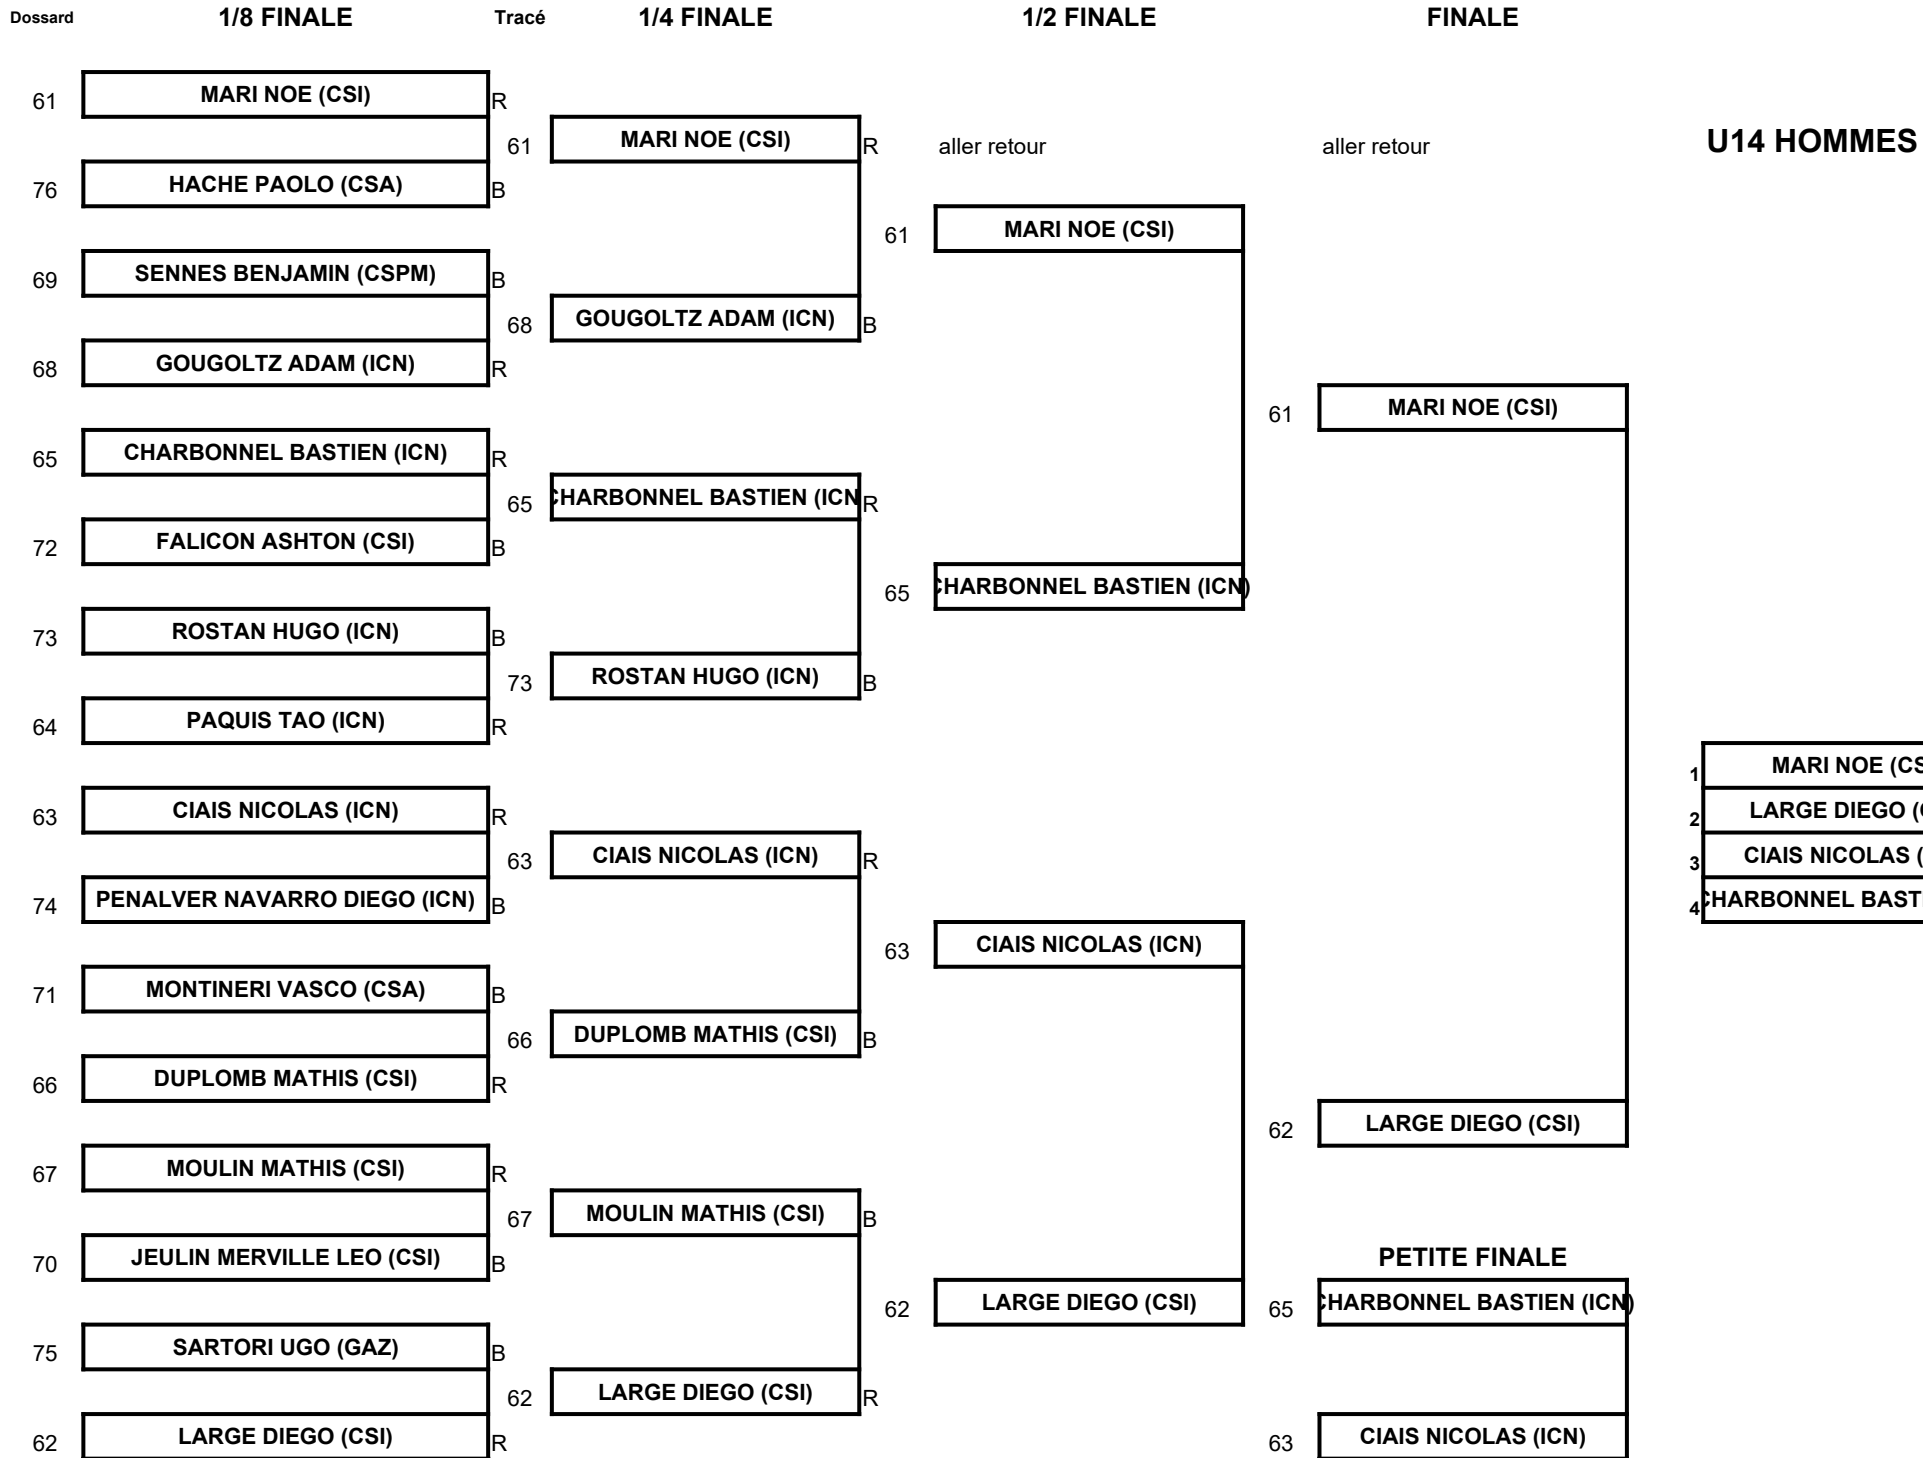 Dossard 1/8 FINALE Tracé 1/4 FINALE 1/2 FINALE FINALE
61 MARI NOE (CSI) R
61 MARI NOE (CSI) R aller retour aller retour U14 HOMMES
76 HACHE PAOLO (CSA) B
61 MARI NOE (CSI)
69 SENNES BENJAMIN (CSPM) B
68 GOUGOLTZ ADAM (ICN) B
68 GOUGOLTZ ADAM (ICN) R
61 MARI NOE (CSI)
65 CHARBONNEL BASTIEN (ICN) R
65 CHARBONNEL BASTIEN (ICN R
72 FALICON ASHTON (CSI) B
65 CHARBONNEL BASTIEN (ICN)
73 ROSTAN HUGO (ICN) B
73 ROSTAN HUGO (ICN) B
64 PAQUIS TAO (ICN) R
1 MARI NOE (CS
63 CIAIS NICOLAS (ICN) R
2 LARGE DIEGO (
63 CIAIS NICOLAS (ICN) R
3 CIAIS NICOLAS (
74 PENALVER NAVARRO DIEGO (ICN) B
4 CHARBONNEL BASTI
63 CIAIS NICOLAS (ICN)
71 MONTINERI VASCO (CSA) B
66 DUPLOMB MATHIS (CSI) B
66 DUPLOMB MATHIS (CSI) R
62 LARGE DIEGO (CSI)
67 MOULIN MATHIS (CSI) R
67 MOULIN MATHIS (CSI) B
70 JEULIN MERVILLE LEO (CSI) B
PETITE FINALE
62 LARGE DIEGO (CSI) 65 CHARBONNEL BASTIEN (ICN)
75 SARTORI UGO (GAZ) B
62 LARGE DIEGO (CSI) R
62 LARGE DIEGO (CSI) R
63 CIAIS NICOLAS (ICN)